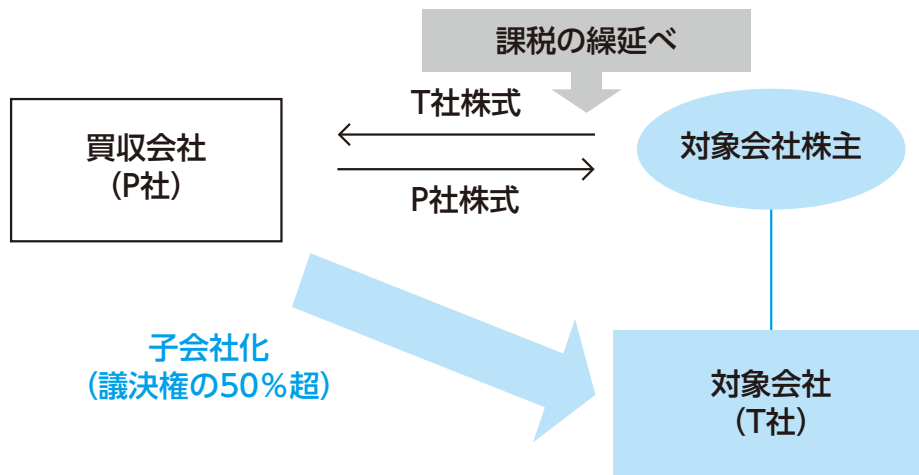 課税の繰延べ
T社株式
買収会社
(P社)
対象会社株主
P社株式
子会社化
(議決権の50%超)
対象会社
(T社)